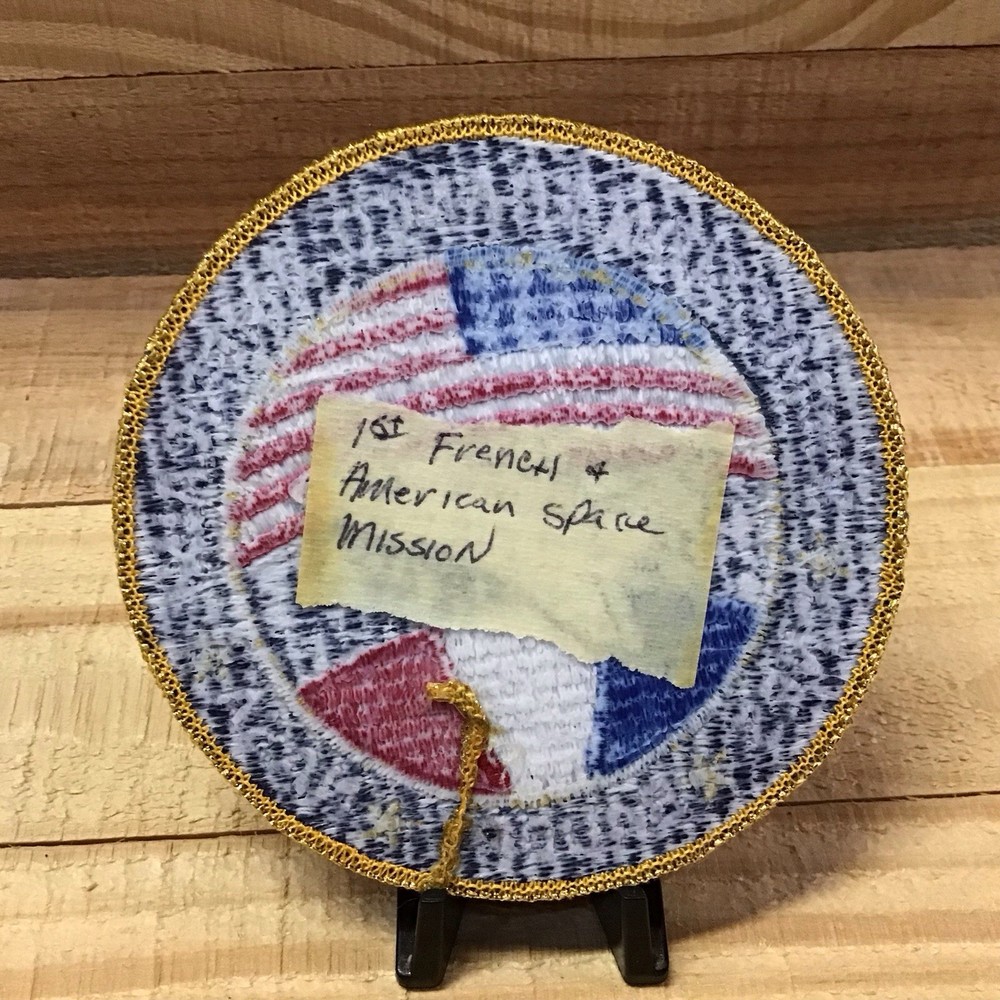 1st French +
American space
Mission